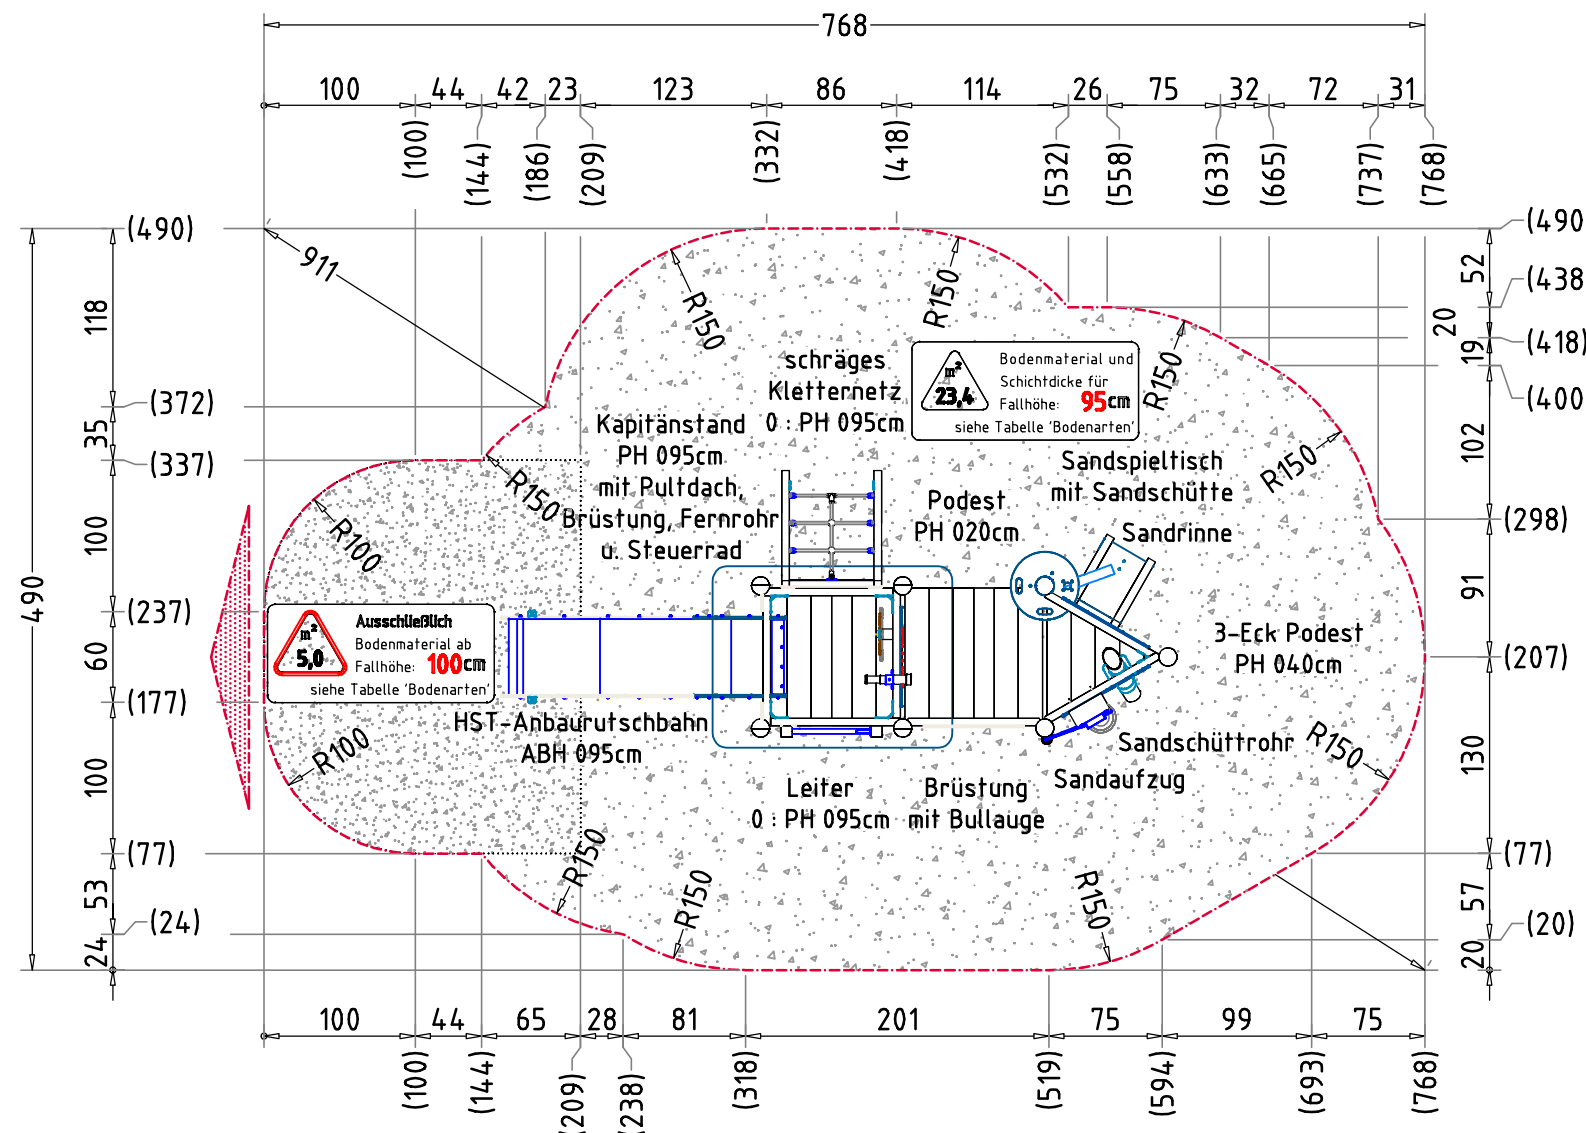 768
100 44 42 23 123 86 114 26 75 32 72 31
(100) (144) (186) (209) (332) (418) (532) (558) (633) (665) (737) (768)
(490)
(490
911
52
118
R150
R150
(438
20
R150
(418)
19
schräges
Kletternetz
0 : PH 095cm
m²
23,4
Bodenmaterial und
Schichtdicke für
Fallhöhe: 95cm
siehe Tabelle 'Bodenarten'
(372)
(400
35
Kapitänstand
PH 095cm
mit Pultdach,
Brüstung, Fernrohr
u. Steuerrad
102
(337)
R150
R150
Sandspieltisch
mit Sandschütte
Podest
PH 020cm
Sandrinne
100
R100
(298)
490
91
(237)
m²
5,0
Ausschließlich
Bodenmaterial ab
Fallhöhe: 100cm
siehe Tabelle 'Bodenarten'
3-Eck Podest
PH 040cm
60
(207)
(177)
HST-Anbaurutschbahn
ABH 095cm
R100
Sandschüttrohr
R150
130
100
Sandaufzug
Leiter
0 : PH 095cm
Brüstung
mit Bullauge
(77)
(77)
R150
R150
R150
53
57
(24)
(20)
24
20
100 44 65 28 81 201 75 99 75
(100) (144) (209) (238) (318) (519) (594) (693) (768)